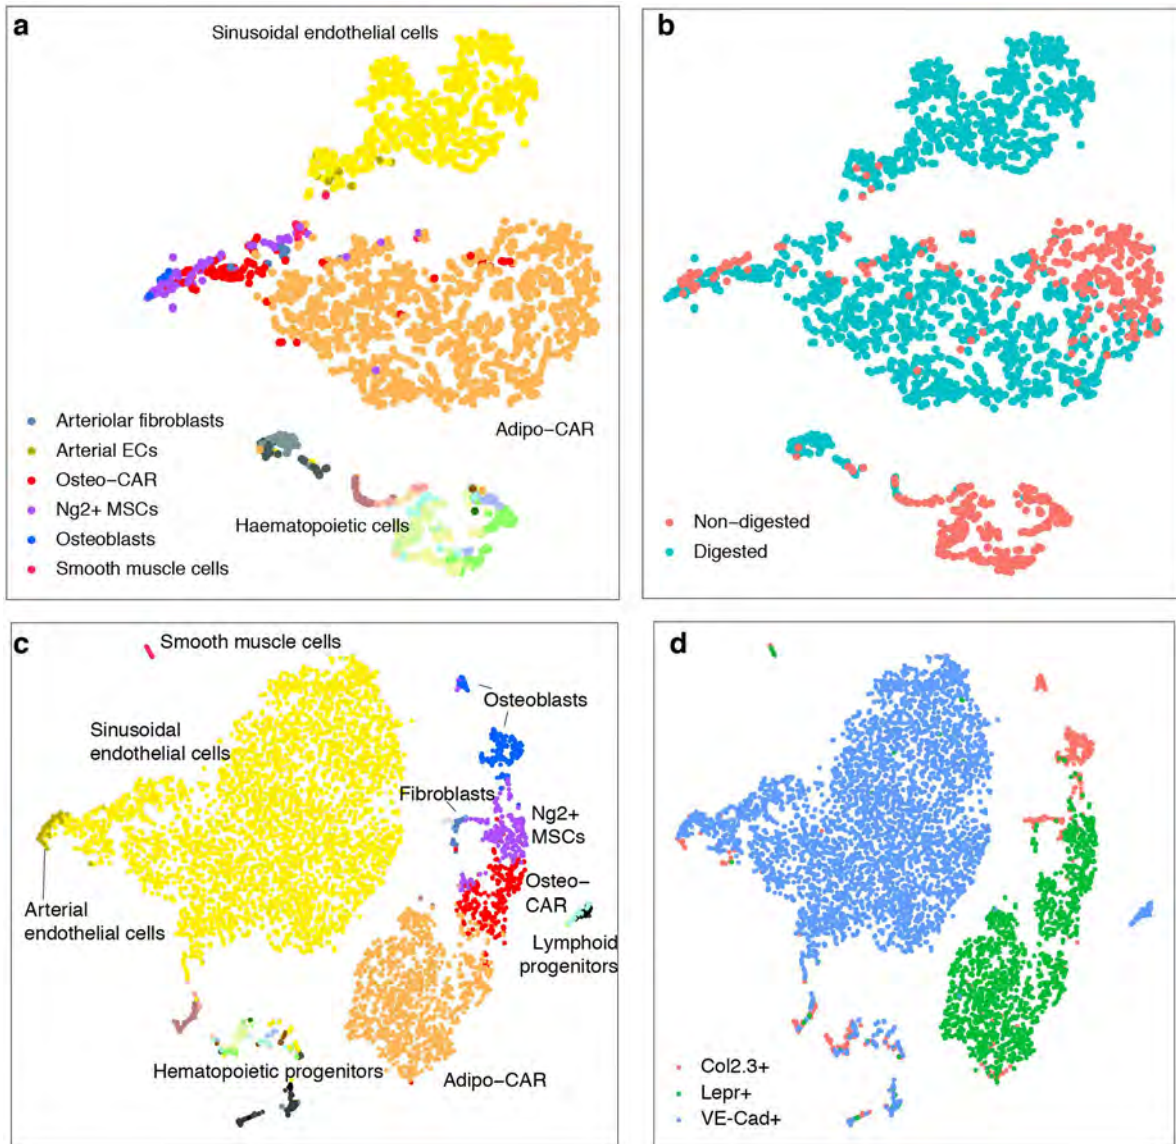 a
Sinusoidal endothelial cells
Arteriolar fibroblasts
Arterial ECs
Osteo-CAR
Ng2+ MSCs
Osteoblasts
Smooth muscle cells
Adipo-CAR
Haematopoietic cells
b
Non-digested
Digested
c
Smooth muscle cells
Sinusoidal
endothelial cells
Osteoblasts
Fibroblasts
Ng2+
MSCs
Osteo-
CAR
Arterial
endothelial cells
Lymphoid
progenitors
Hematopoietic progenitors
Adipo-CAR
d
Col2.3+
Lepr+
VE-Cad+